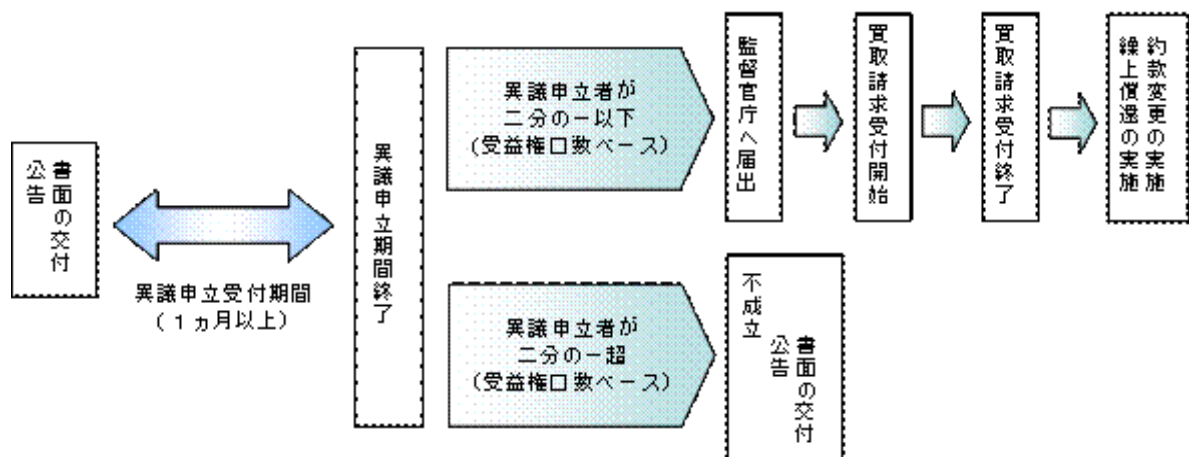 書面の交付
公告
異議申立受付期間
（１ヵ月以上）
異議申立期間終了
異議申立者が
二分の一以下
（受益権口数ベース）
監督官庁へ届出
買取請求受付開始
買取請求受付終了
約款変更の実施
繰上償還の実施
異議申立者が
二分の一超
（受益権口数ベース）
不成立
書面の交付
公告